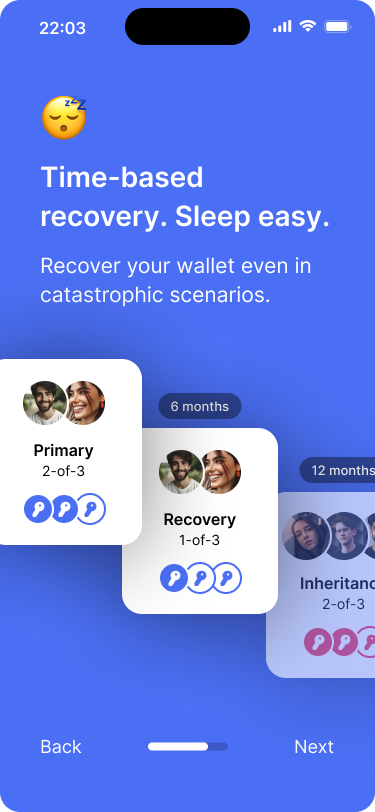 22:03
Time-based
recovery. Sleep easy.
Recover your wallet even in
catastrophic scenarios.
Primary
2-of-3
6 months
Recovery
1-of-3
12 months
Inheritanc
2-of-3
Back
Next